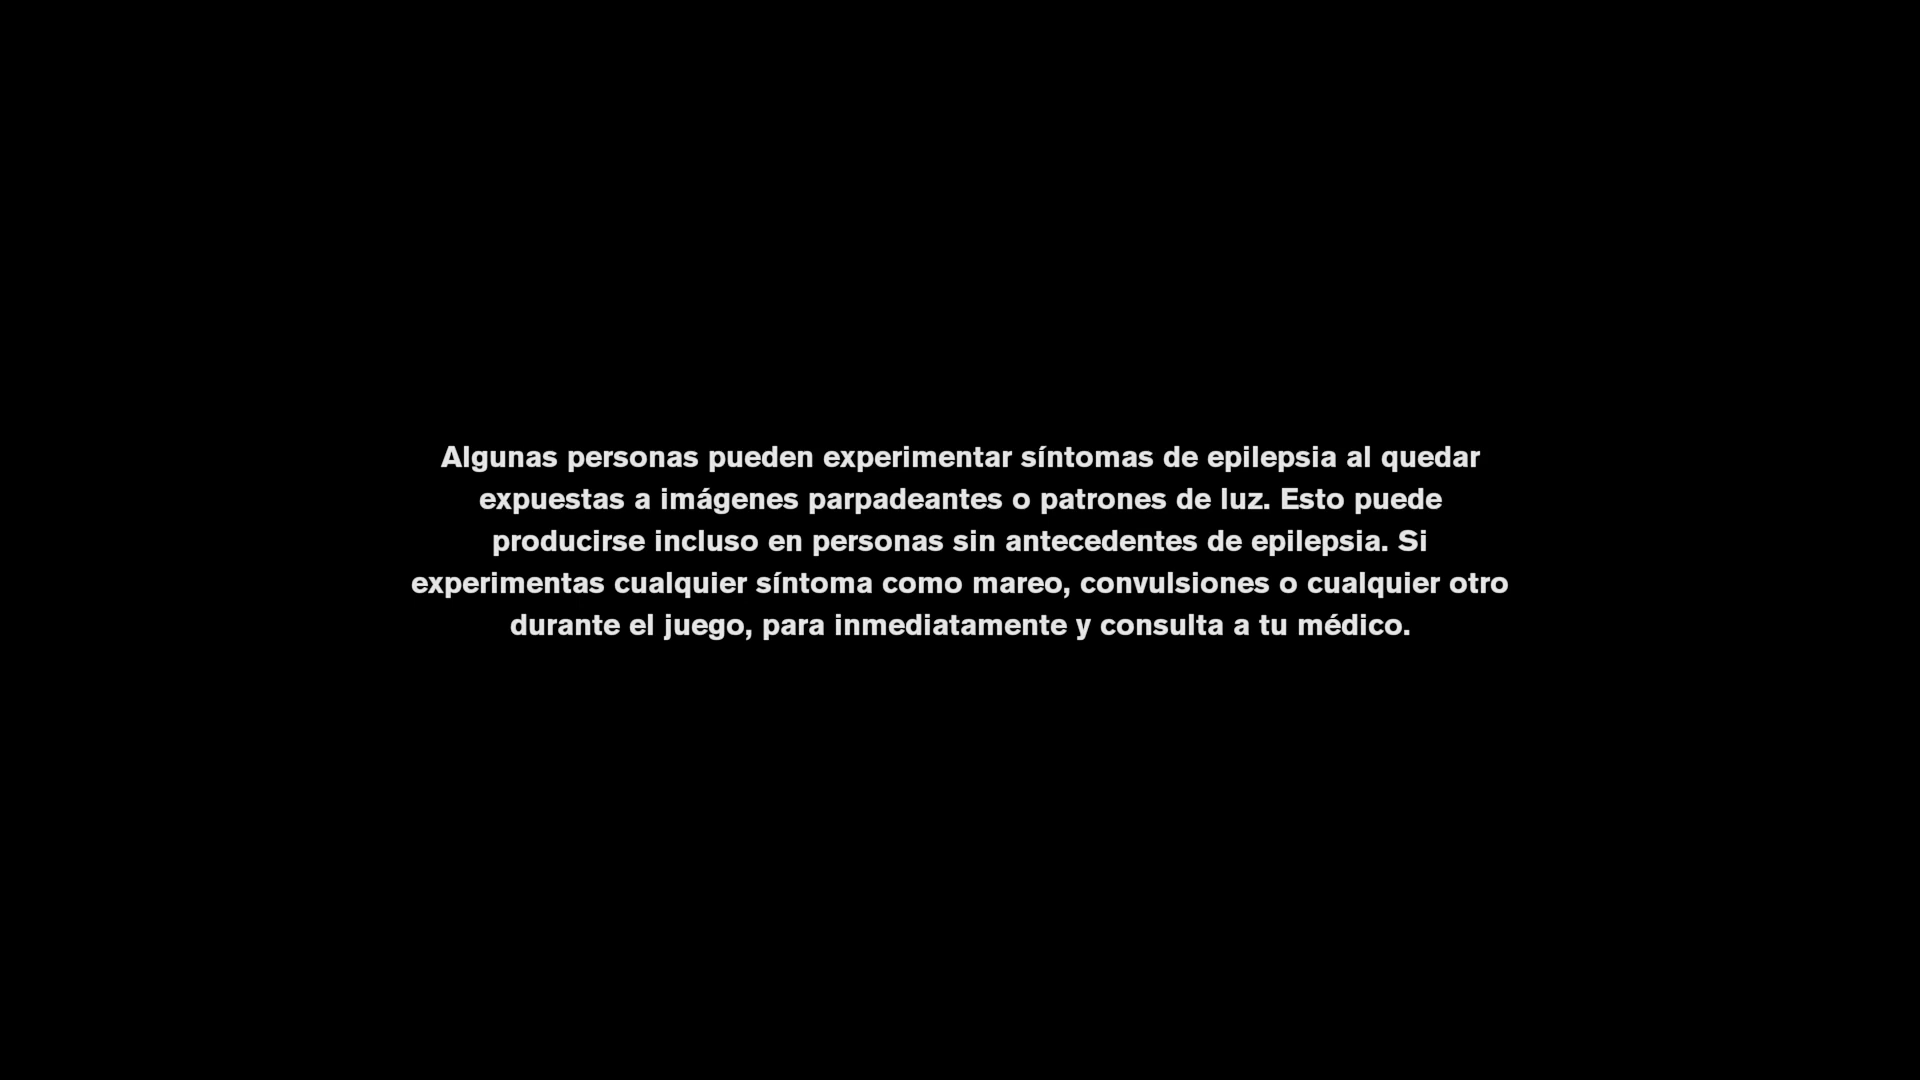 Algunas personas pueden experimentar síntomas de epilepsia al quedar
expuestas a imágenes parpadeantes o patrones de luz. Esto puede
producirse incluso en personas sin antecedentes de epilepsia. Si
experimentas cualquier síntoma como mareo, convulsiones o cualquier otro
durante el juego, para inmediatamente y consulta a tu médico.